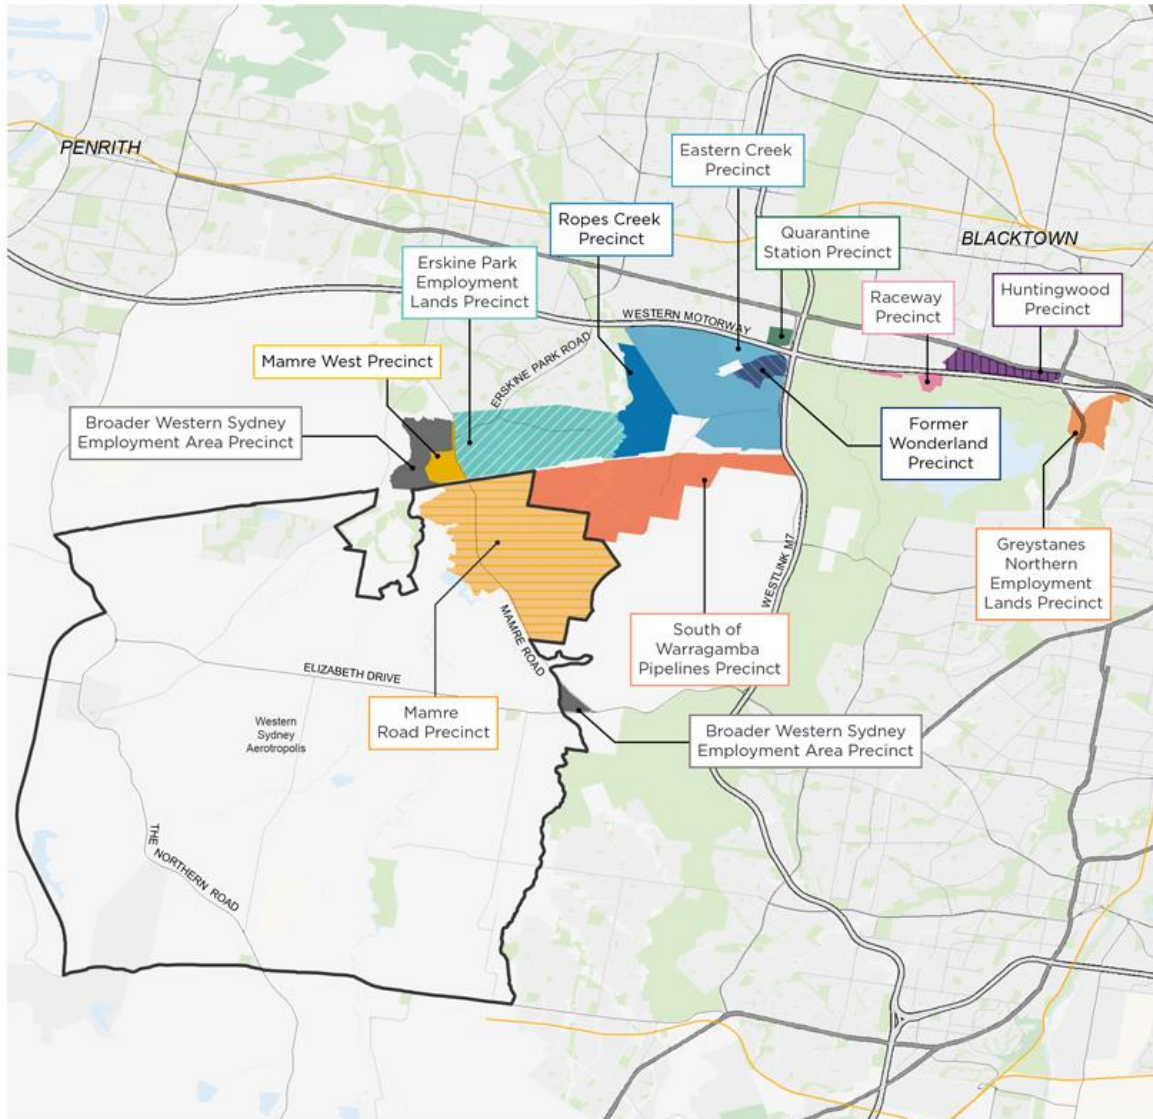 PENRITH
Eastern Creek
Precinct
Ropes Creek
Precinct
Quarantine
Station Precinct
BLACKTOWN
Erskine Park
Employment
Lands Precinct
Raceway
Precinct
Huntingwood
Precinct
WESTERN MOTORWAY
Mamre West Precinct
ERSKINE PARK ROAD
Broader Western Sydney
Employment Area Precinct
Former
Wonderland
Precinct
Greystanes
Northern
Employment
Lands Precinct
WESTLINK M7
MAMRE ROAD
South of
Warragamba
Pipelines Precinct
ELIZABETH DRIVE
Mamre
Road Precinct
Western
Sydney
Aerotropolis
Broader Western Sydney
Employment Area Precinct
THE NORTHERN ROAD